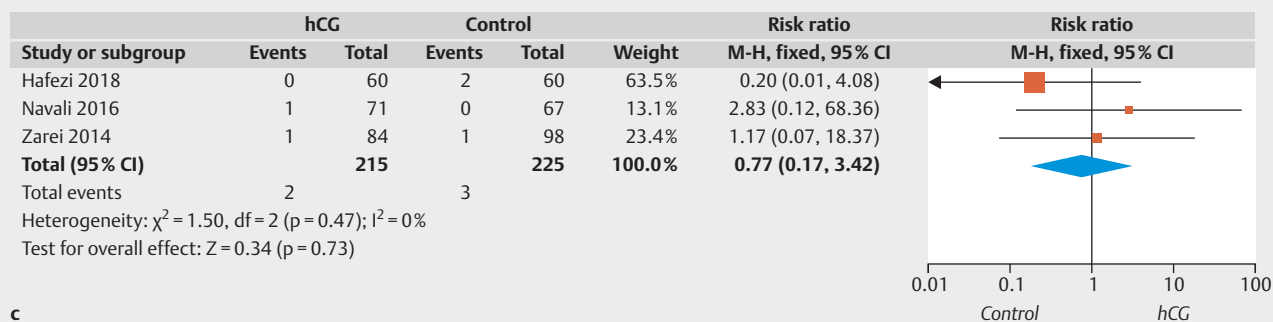 hCG Control Risk ratio Risk ratio
Study or subgroup Events Total Events Total Weight M-H, fixed, 95% CI M-H, fixed, 95% CI
Hafezi 2018 0 60 2 60 63.5% 0.20 (0.01, 4.08)
Navali 2016 1 71 0 67 13.1% 2.83 (0.12, 68.36)
Zarei 2014 1 84 1 98 23.4% 1.17 (0.07, 18.37)
Total (95% CI) 215 225 100.0% 0.77 (0.17, 3.42)
Total events 2 3
Heterogeneity: χ² = 1.50, df = 2 (p = 0.47); I² = 0%
Test for overall effect: Z = 0.34 (p = 0.73)
0.01 0.1 1 10 100
c Control hCG